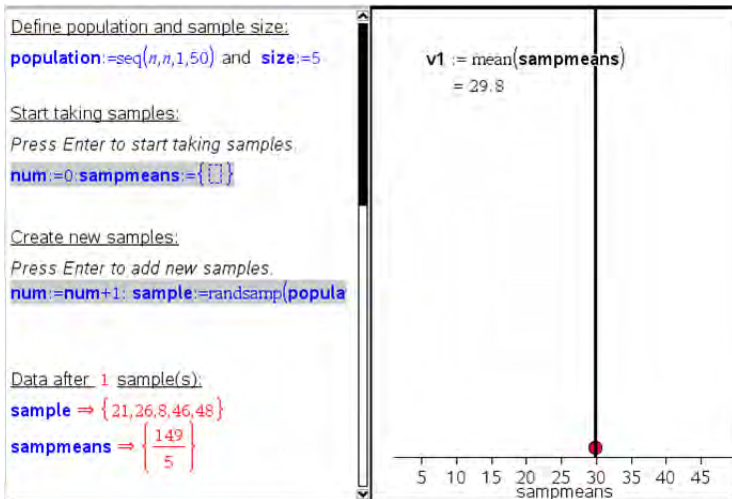 Define population and sample size:
population:=seq(n,n,1,50) and size:=5
Start taking samples:
Press Enter to start taking samples.
num:=0:sampmeans:={⬚}
Create new samples:
Press Enter to add new samples.
num:=num+1: sample:=randsamp(popula
Data after 1 sample(s):
sample ⇒ {21,26,8,46,48}
sampmeans ⇒ {149/5}
v1 := mean(sampmeans)
= 29.8
5 10 15 20 25 30 35 40 45
sampmeans